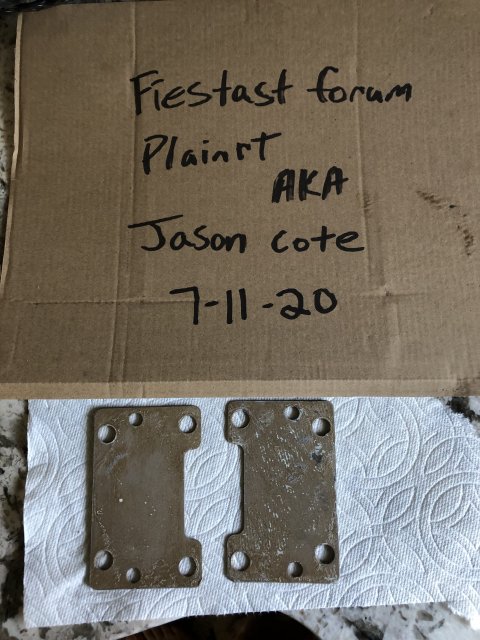 Fiestast forum
Plainrt
AKA
Jason cote
7-11-20